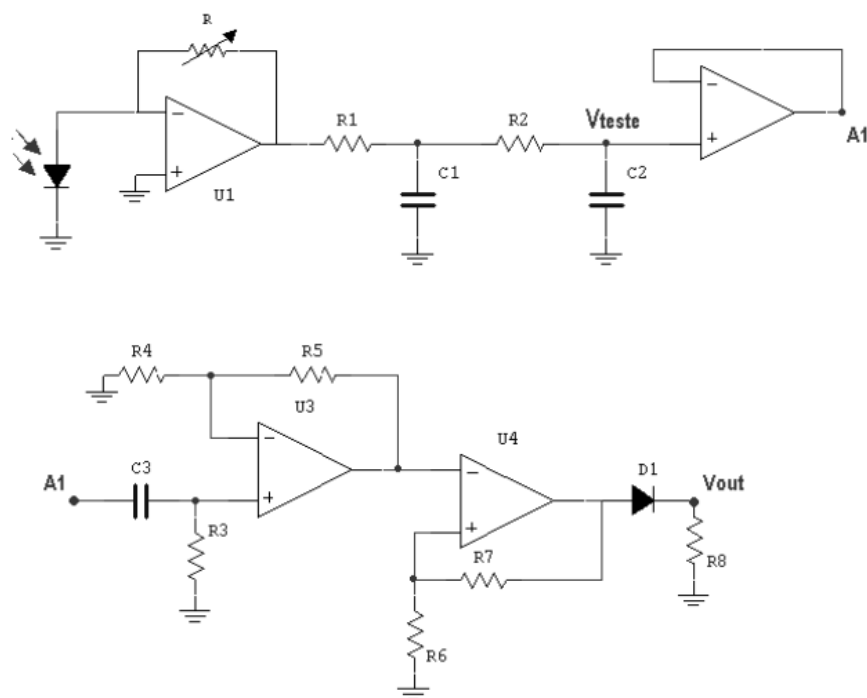 R
R1
R2
Vteste
A1
C1
C2
U1
R4
R5
U3
U4
A1
C3
D1
Vout
R3
R7
R8
R6